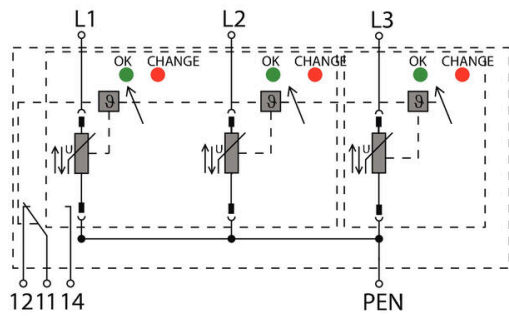 L1 L2 L3
OK CHANGE OK CHANGE OK CHANGE
ϑ ϑ ϑ
U U U
12 11 14 PEN